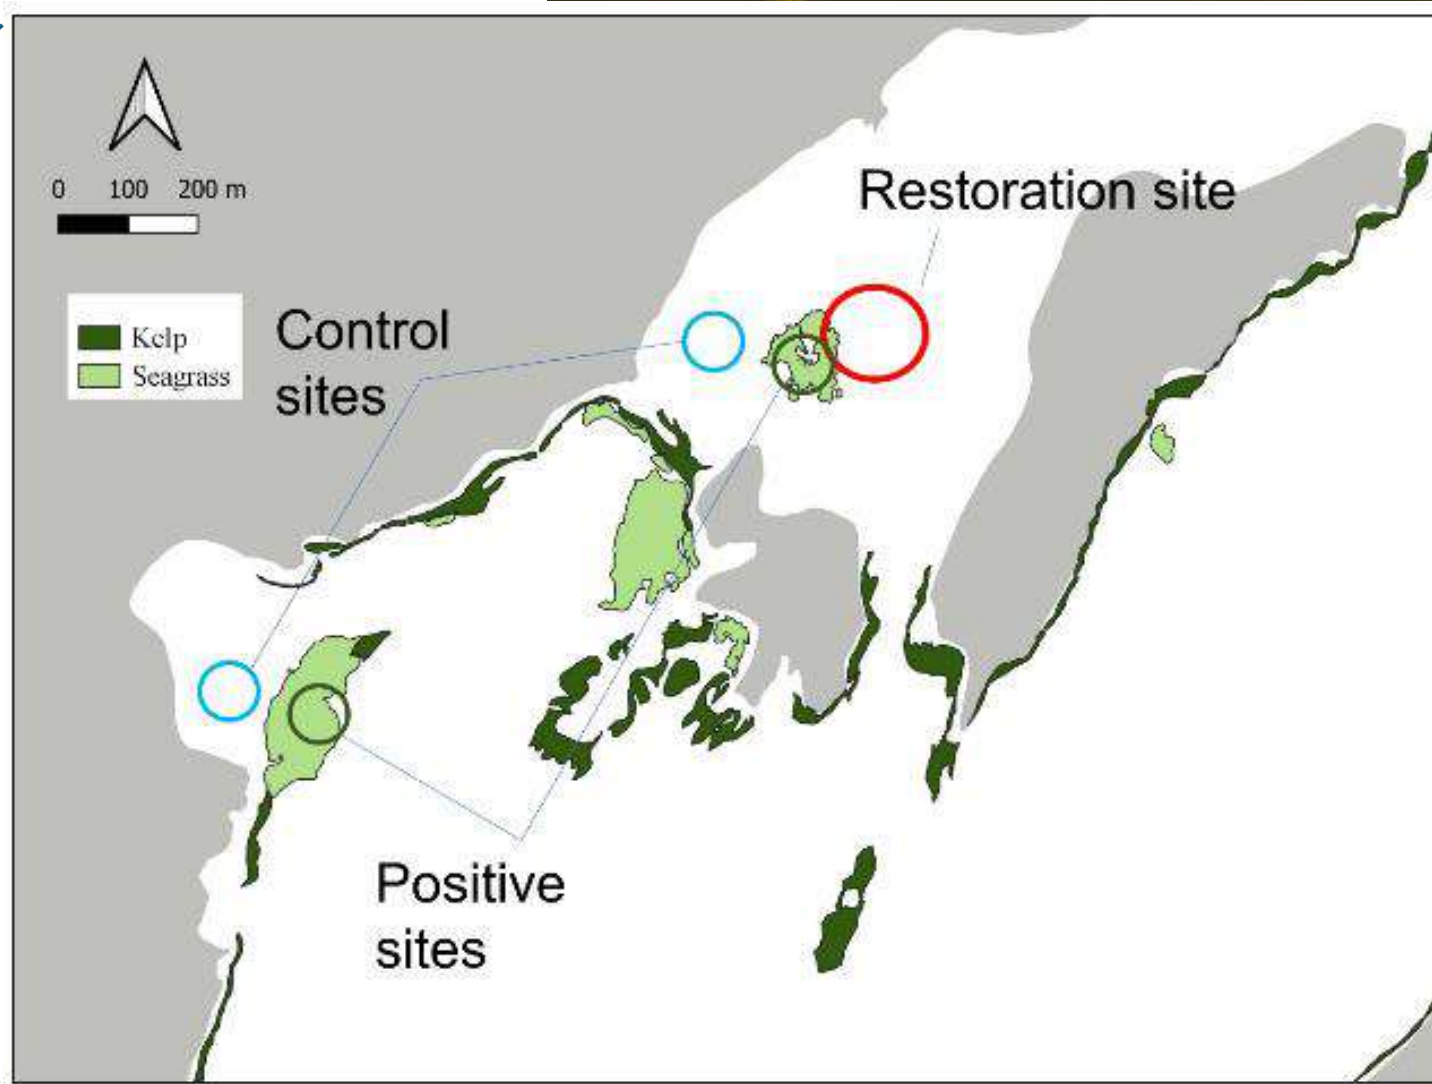 0 100 200 m
Restoration site
Kelp
Seagrass
Control
sites
Positive
sites